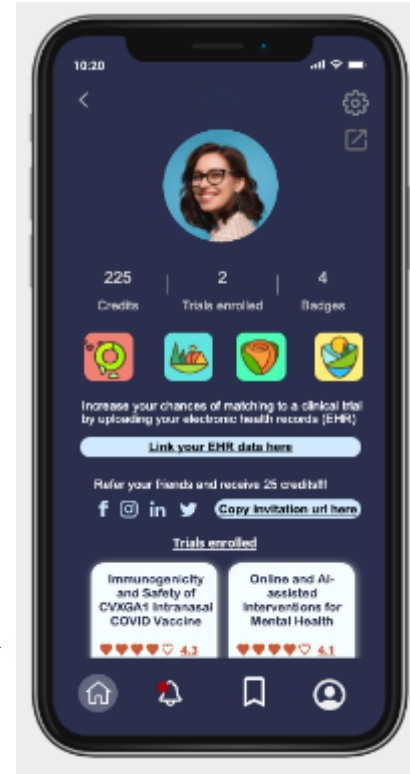 10:20
225 2 4
Credits Trials enrolled Badges
Increase your chances of matching to a clinical trial
by uploading your electronic health records (EHR)
Link your EHR data here
Refer your friends and receive 25 credits!!!
f in Copy invitation url here
Trials enrolled
Immunogenicity
and Safety of
CVXGA1 Intranasal
COVID Vaccine
4.3
Online and AI-
assisted
Interventions for
Mental Health
4.1